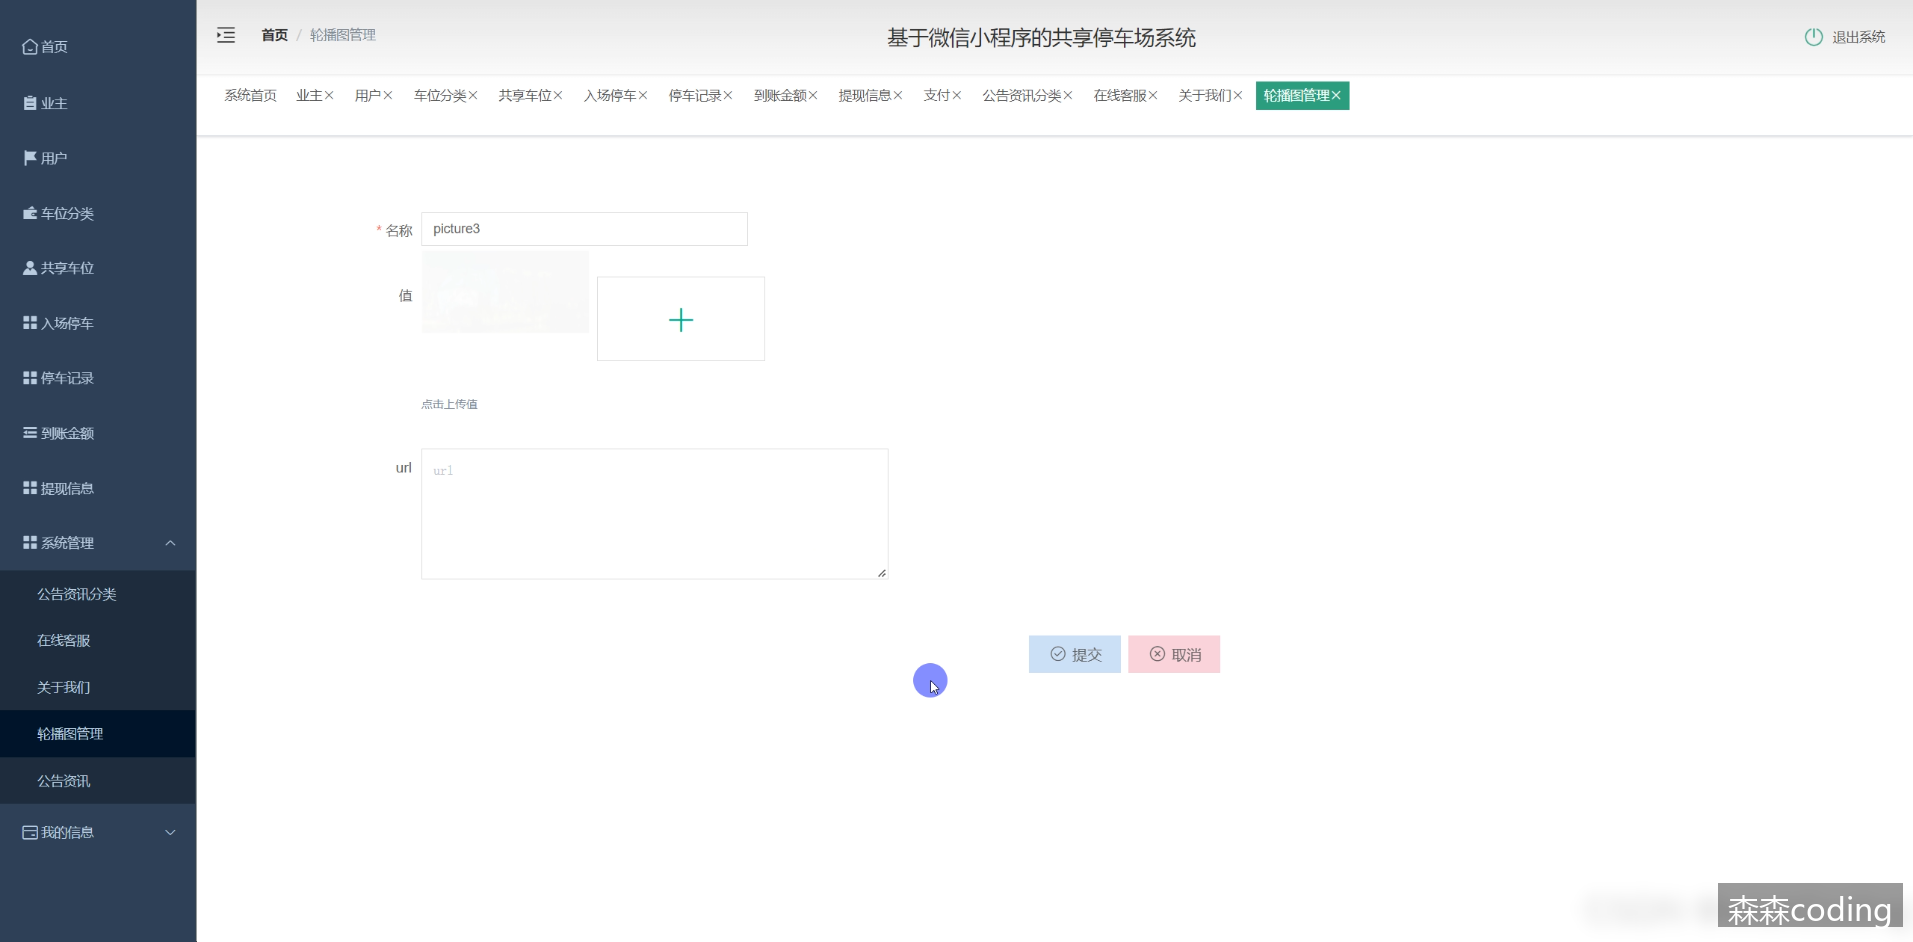 首页
业主
用户
车位分类
共享车位
入场停车
停车记录
到账金额
提现信息
系统管理
公告资讯分类
在线客服
关于我们
轮播图管理
公告资讯
我的信息
首页 / 轮播图管理
基于微信小程序的共享停车场系统
退出系统
系统首页 业主 用户 车位分类 共享车位 入场停车 停车记录 到账金额 提现信息 支付 公告资讯分类 在线客服 关于我们 轮播图管理
* 名称 picture3
值
点击上传值
url url
提交 取消
森森coding